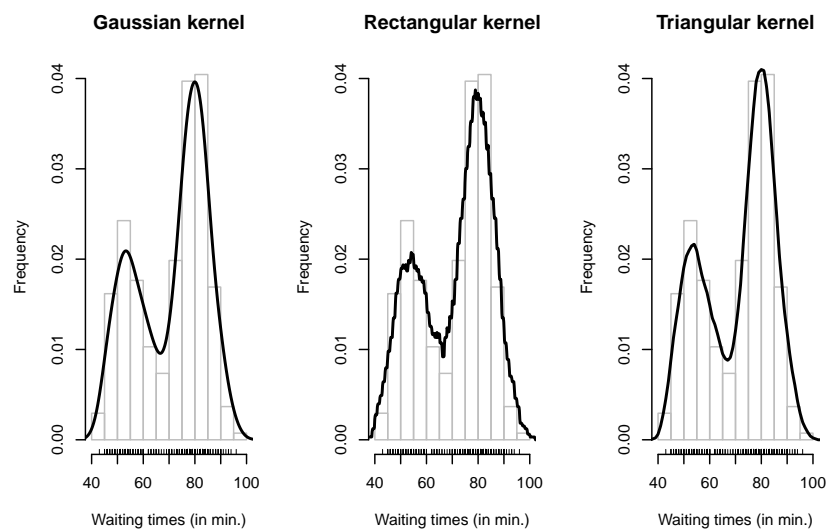 Gaussian kernel
Frequency
0.00 0.01 0.02 0.03 0.04
40 60 80 100
Waiting times (in min.)
Rectangular kernel
Frequency
0.00 0.01 0.02 0.03 0.04
40 60 80 100
Waiting times (in min.)
Triangular kernel
Frequency
0.00 0.01 0.02 0.03 0.04
40 60 80 100
Waiting times (in min.)